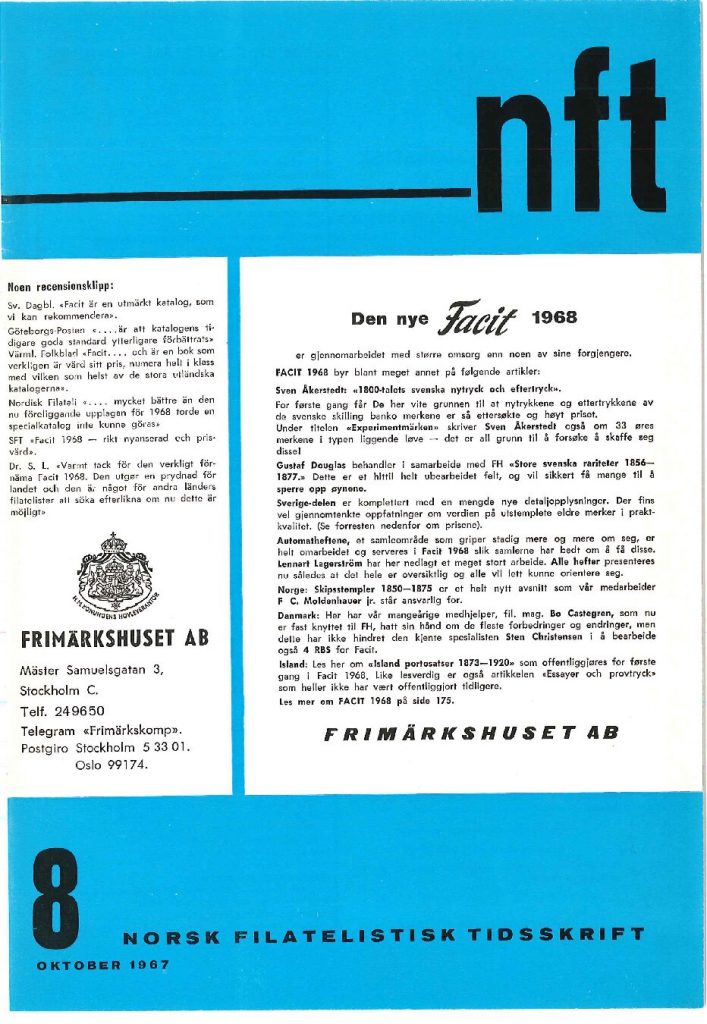 nft
Noen recensionsklipp:
Sv. Dagbl. «Facit är en utmärkt katalog, som
vi kan rekommendera».
Göteborgs-Posten «....är att katalogens ti-
digare goda standard ytterligare förbättrats»
Värml. Folkblad «Facit.... och är en bok som
verkligen är värd sitt pris, numera helt i klass
med vilken som helst av de stora utländska
katalogerna».
Nordisk Filateli «.... mycket bättre än den
nu föreliggande upplagan för 1968 torde en
specialkatalog inte kunne göras»
SFT «Facit 1968 — rikt nyanserad och pris-
värd».
Dr. S. L. «Varmt tack för den verkligt för-
näma Facit 1968. Den utgör en prydnad för
landet och den är något för andra länders
filatelister att söka efterlikna om nu dette är
möjligt»
FRIMÄRKSHUSET AB
Mäster Samuelsgatan 3,
Stockholm C.
Telf. 249650
Telegram «Frimärkskomp».
Postgiro Stockholm 5 33 01.
Oslo 99174.
Den nye Facit 1968
er gjennomarbeidet med større omsorg enn noen av sine forgjengere.
FACIT 1968 byr blant meget annet på følgende artikler:
Sven Åkerstedt: «1800-talets svenska nytryck och eftertryck».
For første gang får De her vite grunnen til at nytrykkene og ettertrykkene av
de svenske skilling banko merkene er så ettersøkte og høyt priset.
Under titelen «Experimentmärken» skriver Sven Åkerstedt også om 33 øres
merkene i typen liggende løve — det er all grunn til å forsøke å skaffe seg
disse!
Gustaf Douglas behandler i samarbeide med FH «Store svenska rariteter 1856—
1877.» Dette er et hittil helt ubearbeidet felt, og vil sikkert få mange til å
sperre opp øynene.
Sverige-delen er komplettert med en mengde nye detaljopplysninger. Der fins
vel gjennomtenkte oppfatninger om verdien på utstemplete eldre merker i prakt-
kvalitet. (Se forresten nedenfor om prisene).
Automatheftene, et samleområde som griper stadig mere og mere om seg, er
helt omarbeidet og serveres i Facit 1968 slik samlerne har bedt om å få disse.
Lennart Lagerström har her nedlagt et meget stort arbeide. Alle hefter presenteres
nu således at det hele er oversiktlig og alle vil lett kunne orientere seg.
Norge: Skipsstempler 1850—1875 er et helt nytt avsnitt som vår medarbeider
F C. Moldenhauer jr. står ansvarlig for.
Danmark: Her har vår mangeårige medhjelper, fil. mag. Bo Castegren, som nu
er fast knyttet til FH, hatt sin hånd om de fleste forbedringer og endringer, men
dette har ikke hindret den kjente spesialisten Sten Christensen i å bearbeide
også 4 RBS for Facit.
Island: Les her om «Island portosatser 1873—1920» som offentliggjøres for første
gang i Facit 1968. Like lesverdig er også artikkelen «Essayer och provtryck»
som heller ikke har vært offentliggjort tidligere.
Les mer om FACIT 1968 på side 175.
FRIMÄRKSHUSET AB
8
NORSK FILATELISTISK TIDSSKRIFT
OKTOBER 1967